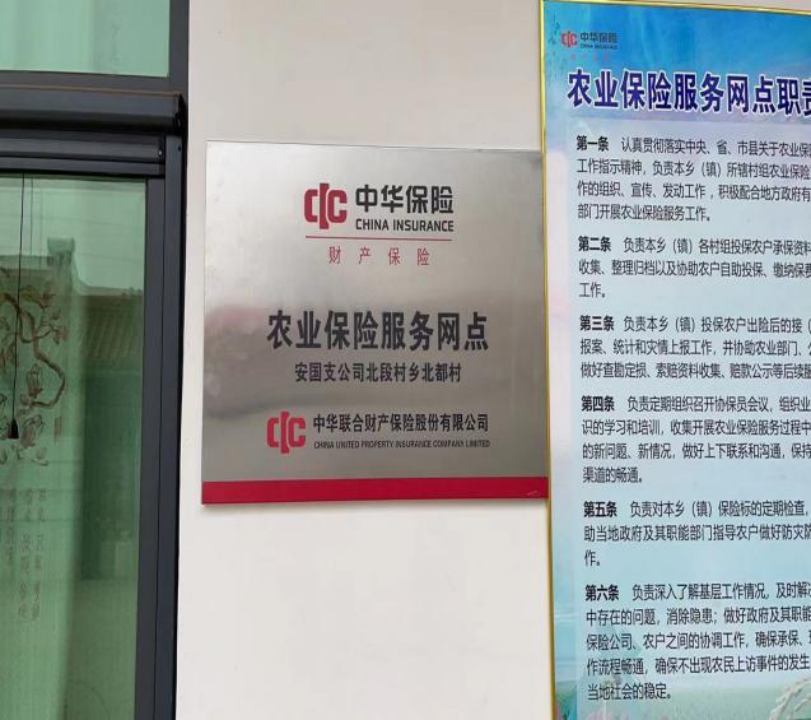 中华保险
CHINA INSURANCE
财产保险
农业保险服务网点
安国支公司北段村乡北都村
中华联合财产保险股份有限公司
CHINA UNITED PROPERTY INSURANCE COMPANY LIMITED
中华保险
CHINA INSURANCE
农业保险服务网点职责
第一条 认真贯彻落实中央、省、市县关于农业保险
工作指示精神，负责本乡（镇）所辖村组农业保险
作的组织、宣传、发动工作，积极配合地方政府有
部门开展农业保险服务工作。
第二条 负责本乡（镇）各村组投保农户承保资料
收集、整理归档以及协助农户自助投保、缴纳保费
工作。
第三条 负责本乡（镇）投保农户出险后的接（
报案、统计和灾情上报工作，并协助农业部门、
做好查勘定损、索赔资料收集、赔款公示等后续
第四条 负责定期组织召开协保员会议，组织业
识的学习和培训，收集开展农业保险服务过程中
的新问题、新情况，做好上下联系和沟通，保持
渠道的畅通。
第五条 负责对本乡（镇）保险标的定期检查，
助当地政府及其职能部门指导农户做好防灾防
作。
第六条 负责深入了解基层工作情况，及时解决
中存在的问题，消除隐患；做好政府及其职能
保险公司、农户之间的协调工作，确保承保、
作流程畅通，确保不出现农民上访事件的发生
当地社会的稳定。